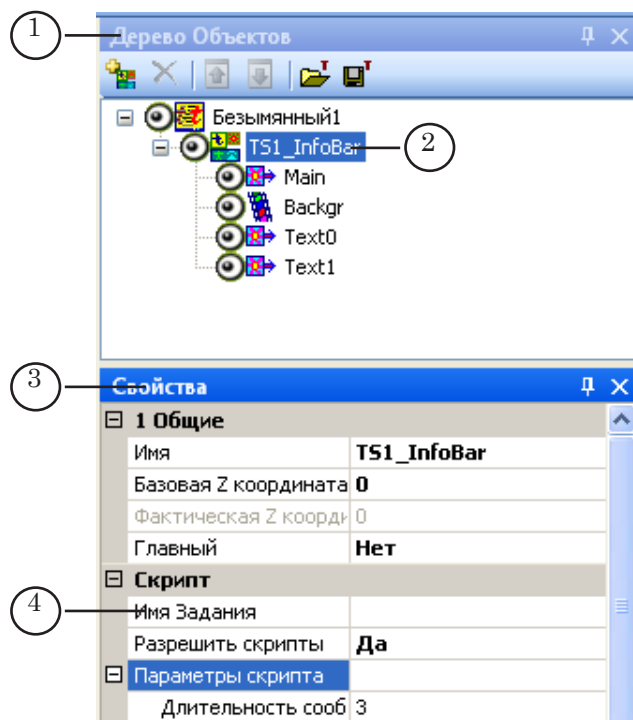 1
Дерево Объектов
Безымянный1
TS1_InfoBar
2
Main
Backgr
Text0
Text1
3
Свойства
1 Общие
Имя TS1_InfoBar
Базовая Z координата 0
Фактическая Z коорди 0
Главный Нет
Скрипт
4
Имя Задания
Разрешить скрипты Да
Параметры скрипта
Длительность сооб 3